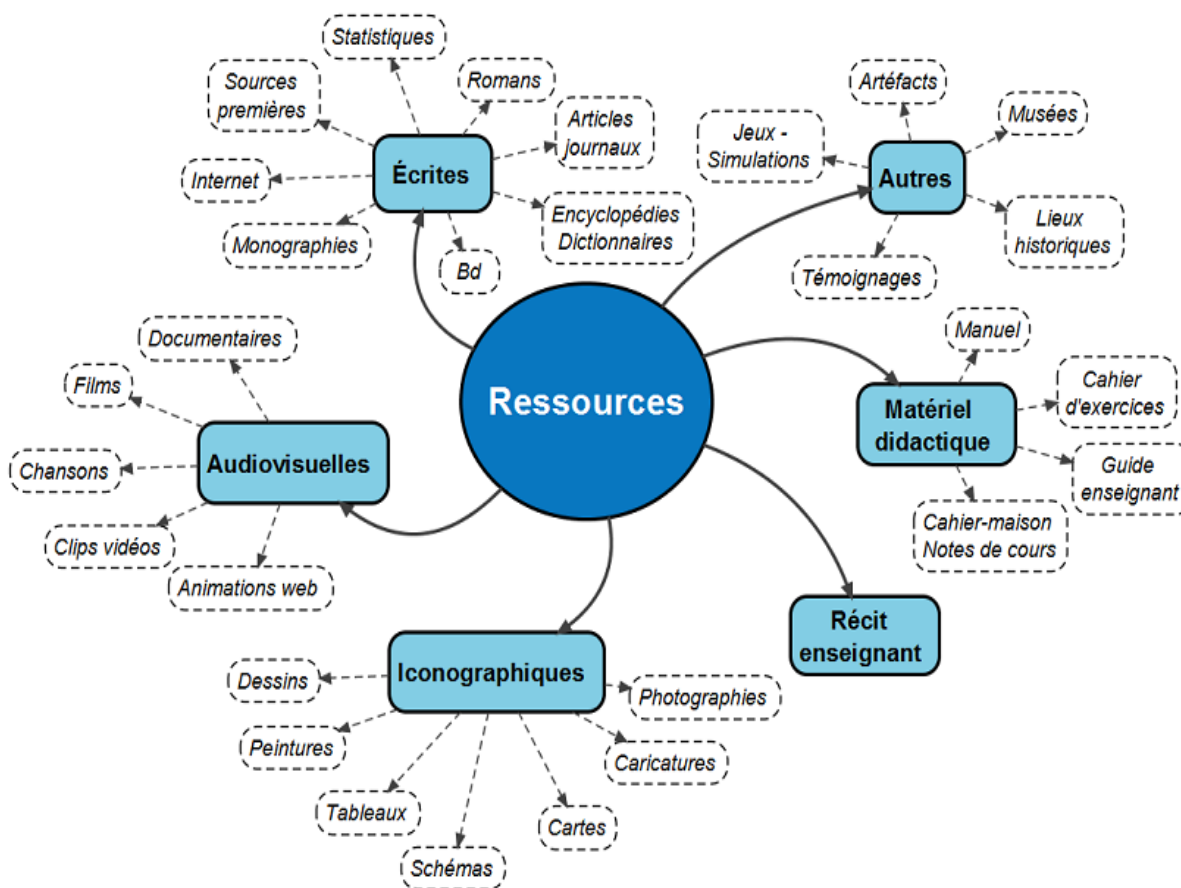 Statistiques
Sources
premières
Romans
Articles
journaux
Écrites
Internet
Monographies
Encyclopédies
Dictionnaires
Bd
Artéfacts
Musées
Jeux -
Simulations
Autres
Lieux
historiques
Témoignages
Ressources
Documentaires
Films
Audiovisuelles
Chansons
Clips vidéos
Animations web
Manuel
Cahier
d'exercices
Matériel
didactique
Guide
enseignant
Cahier-maison
Notes de cours
Récit
enseignant
Iconographiques
Dessins
Photographies
Peintures
Caricatures
Tableaux
Cartes
Schémas